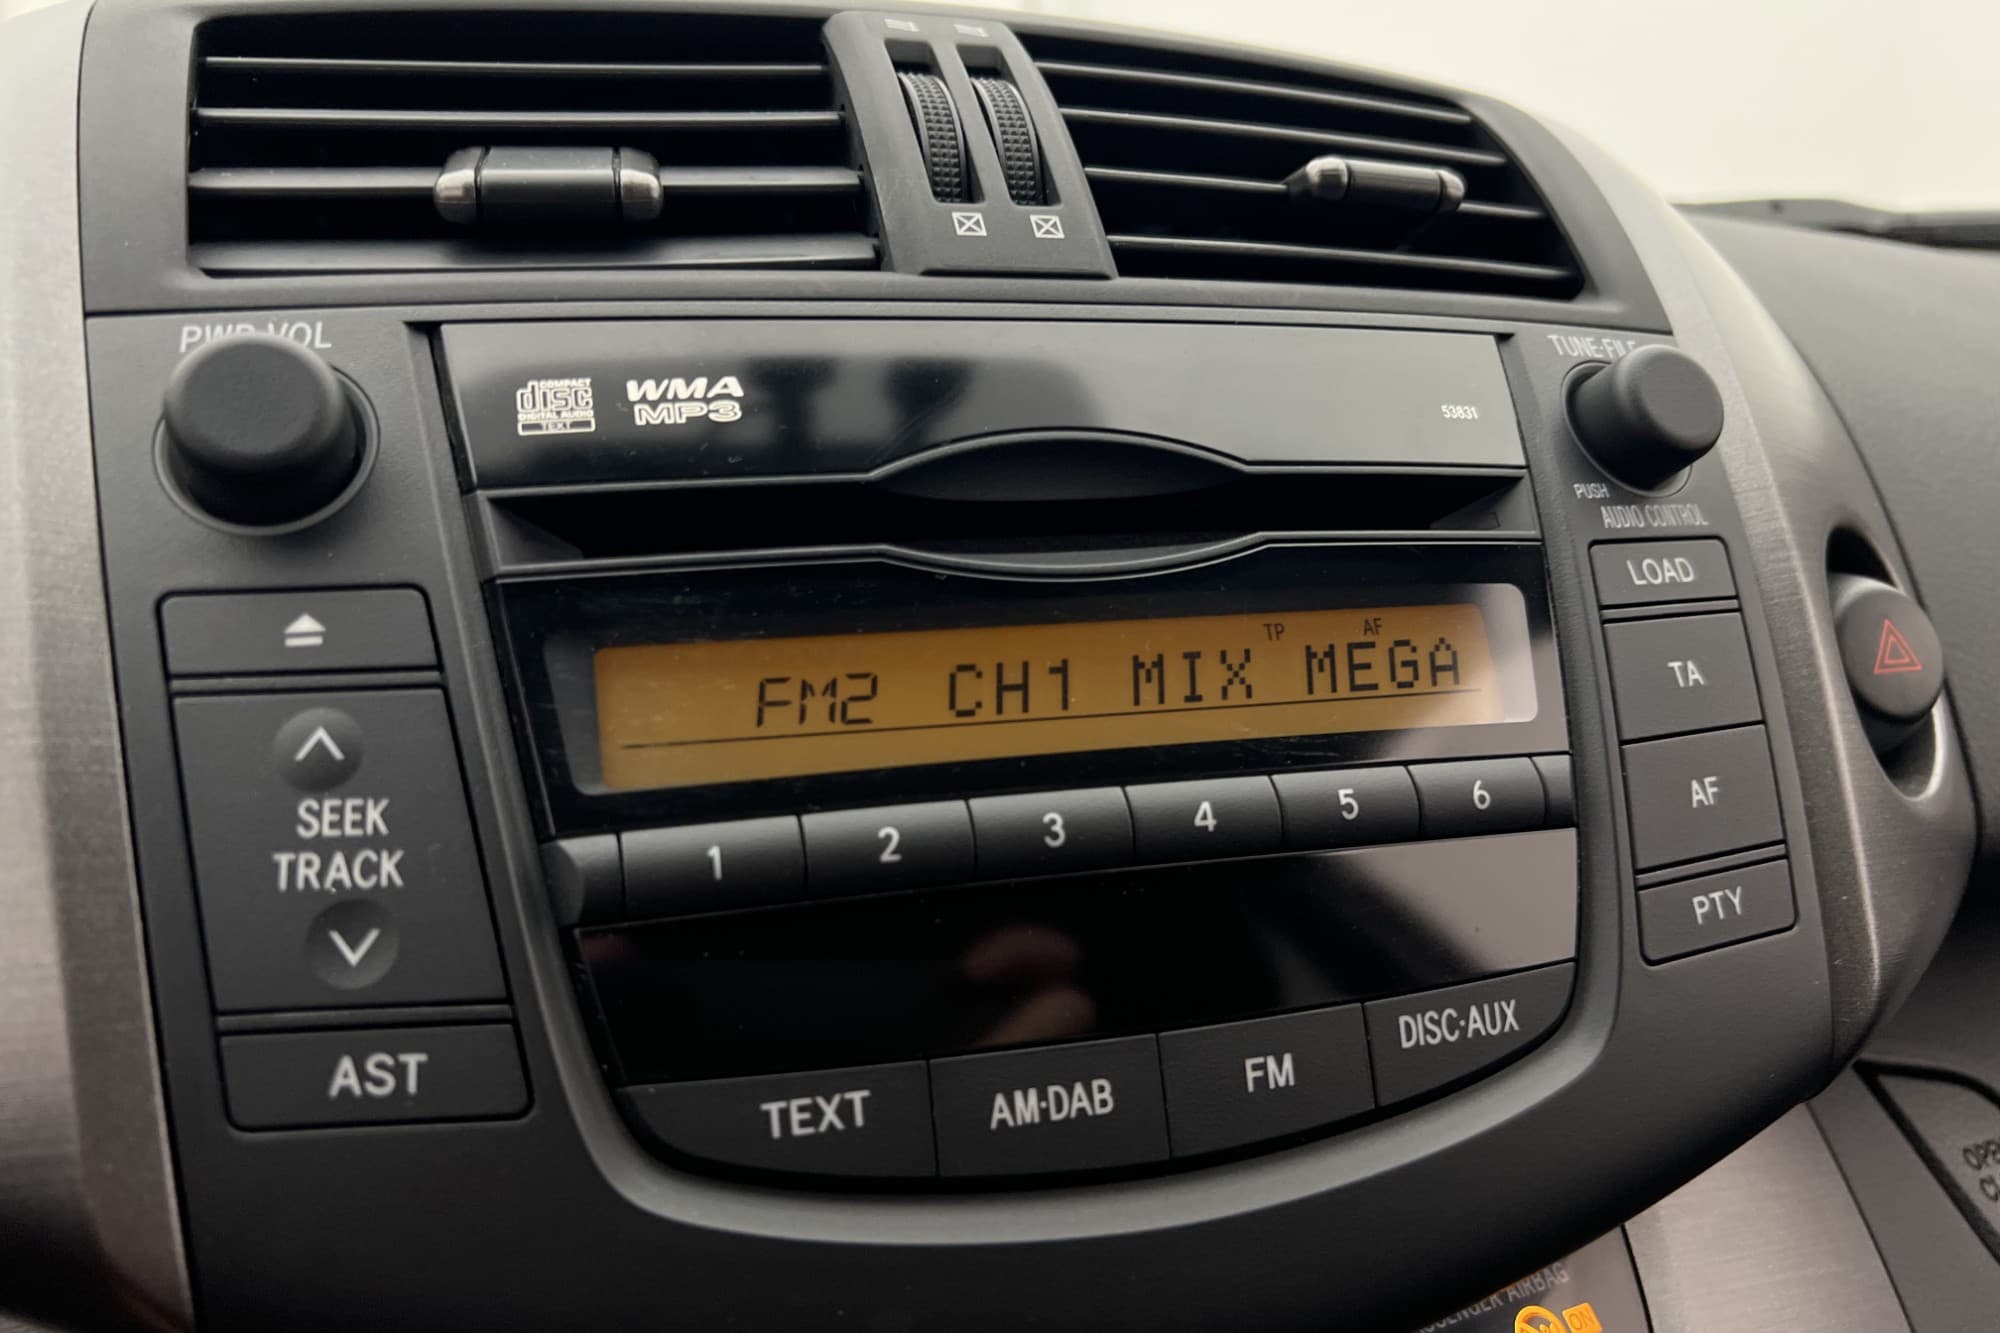 PWR·VOL
TUNE·FILE
COMPACT
disc
DIGITAL AUDIO
TEXT
WMA
MP3
53831
PUSH
AUDIO CONTROL
LOAD
TP AF
FM2 CH1 MIX MEGA
TA
SEEK
TRACK
1 2 3 4 5 6
AF
PTY
AST
TEXT
AM·DAB
FM
DISC·AUX
AIRBAG
ON